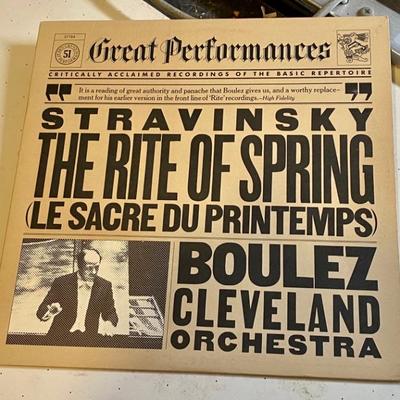 37764
51
Great Performances
CRITICALLY ACCLAIMED RECORDINGS OF THE BASIC REPERTOIRE
It is a reading of great authority and panache that Boulez gives us, and a worthy replace-
ment for his earlier version in the front line of 'Rite' recordings.—High Fidelity
STRAVINSKY
THE RITE OF SPRING
(LE SACRE DU PRINTEMPS)
BOULEZ
CLEVELAND
ORCHESTRA